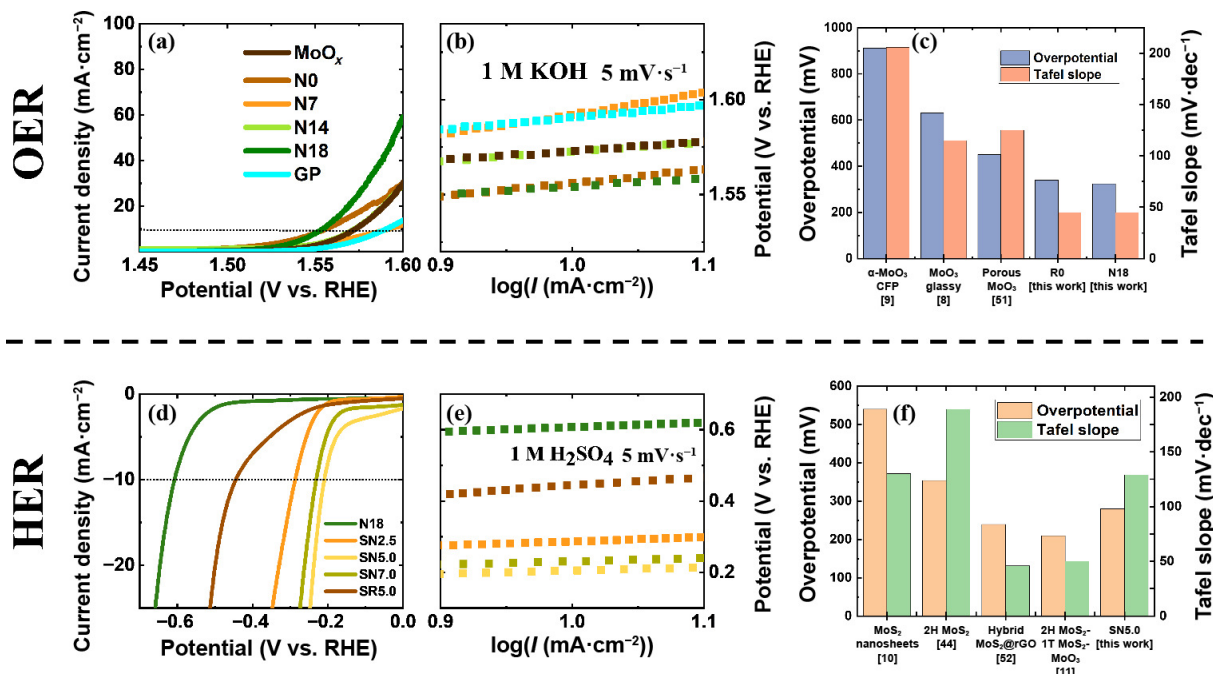 OER
(a)
MoOₓ
N0
N7
N14
N18
GP
Current density (mA·cm⁻²)
100
80
60
40
20
1.45
1.50
1.55
1.60
Potential (V vs. RHE)
(b)
1 M KOH 5 mV·s⁻¹
0.9
1.0
1.1
log(I (mA·cm⁻²))
1.60
1.55
Potential (V vs. RHE)
(c)
Overpotential
Tafel slope
Overpotential (mV)
1000
800
600
400
200
0
200
150
100
50
0
Tafel slope (mV·dec⁻¹)
α-MoO₃
CFP
[9]
MoO₃
glassy
[8]
Porous
MoO₃
[51]
R0
[this work]
N18
[this work]
HER
(d)
Current density (mA·cm⁻²)
0
−10
−20
N18
SN2.5
SN5.0
SN7.0
SR5.0
−0.6
−0.4
−0.2
0.0
Potential (V vs. RHE)
(e)
1 M H₂SO₄ 5 mV·s⁻¹
0.9
1.0
1.1
log(I (mA·cm⁻²))
0.6
0.4
0.2
Potential (V vs. RHE)
(f)
Overpotential
Tafel slope
Overpotential (mV)
600
500
400
300
200
100
0
200
150
100
50
0
Tafel slope (mV·dec⁻¹)
MoS₂
nanosheets
[10]
2H MoS₂
[44]
Hybrid
MoS₂@rGO
[52]
2H MoS₂-
1T MoS₂-
MoO₃
[11]
SN5.0
[this work]